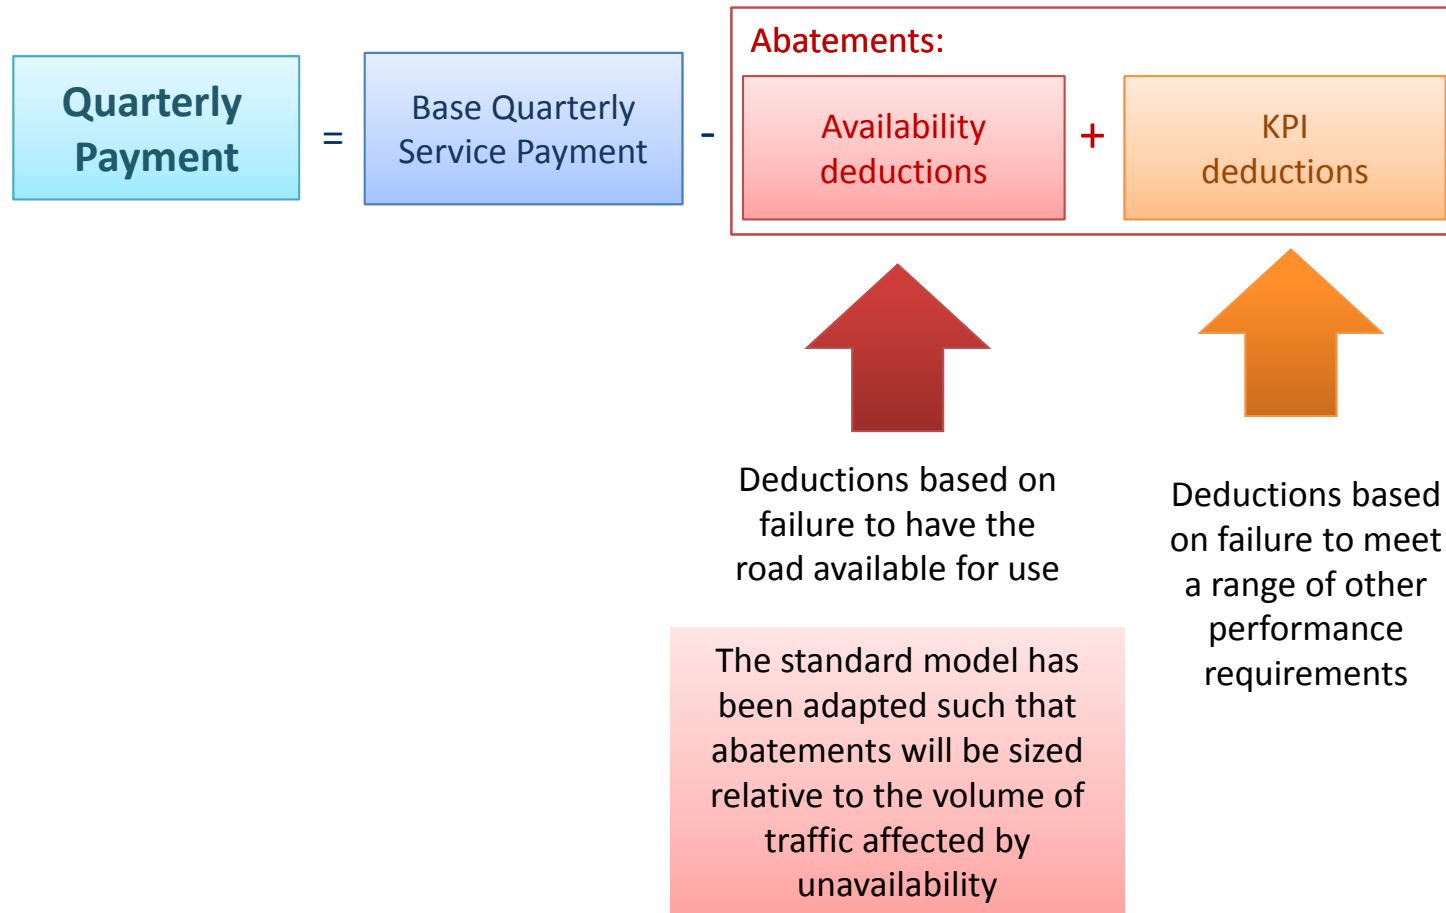 Abatements:
Quarterly
Payment
=
Base Quarterly
Service Payment
-
Availability
deductions
+
KPI
deductions
Deductions based on
failure to have the
road available for use
Deductions based
on failure to meet
a range of other
performance
requirements
The standard model has
been adapted such that
abatements will be sized
relative to the volume of
traffic affected by
unavailability